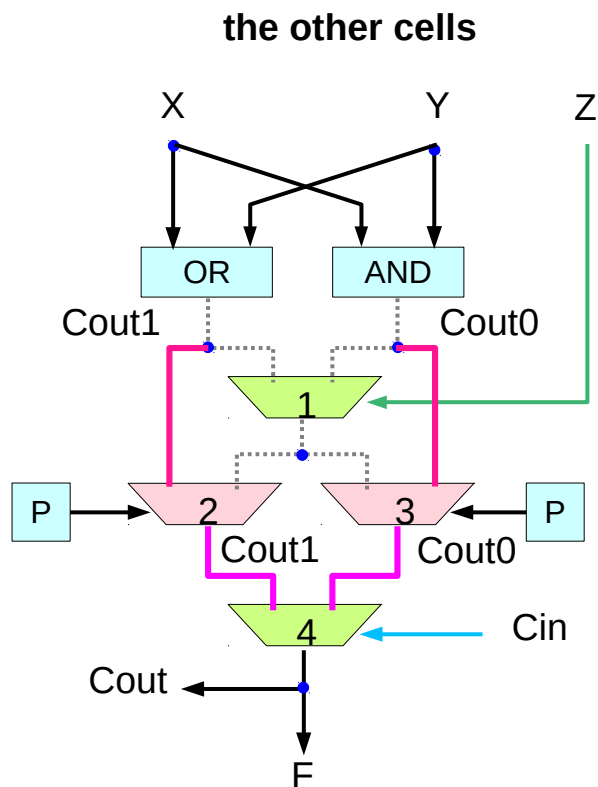 the other cells
X Y Z
OR AND
Cout1 Cout0
1
P 2 3 P
Cout1 Cout0
4 Cin
Cout
F